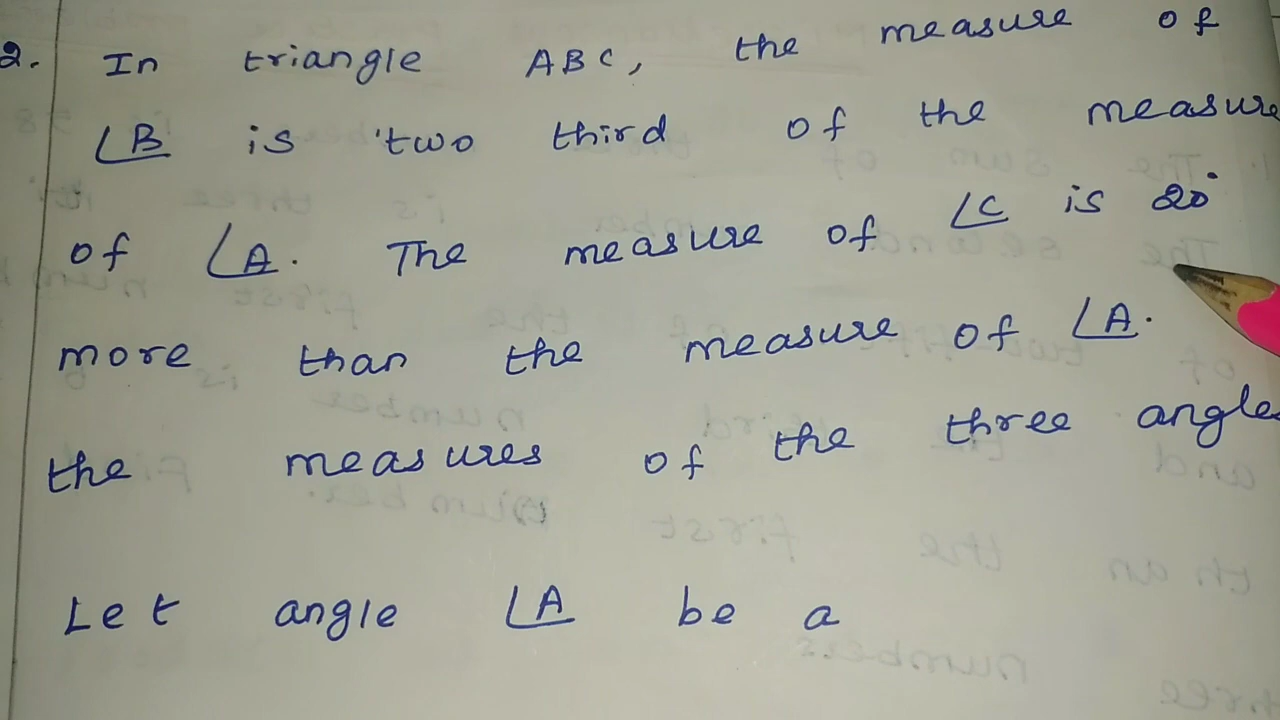 2. In triangle ABC, the measure of
∠B is two third of the measure
of ∠A. The measure of ∠C is 20°
more than the measure of ∠A.
the measures of the three angle
Let angle ∠A be a